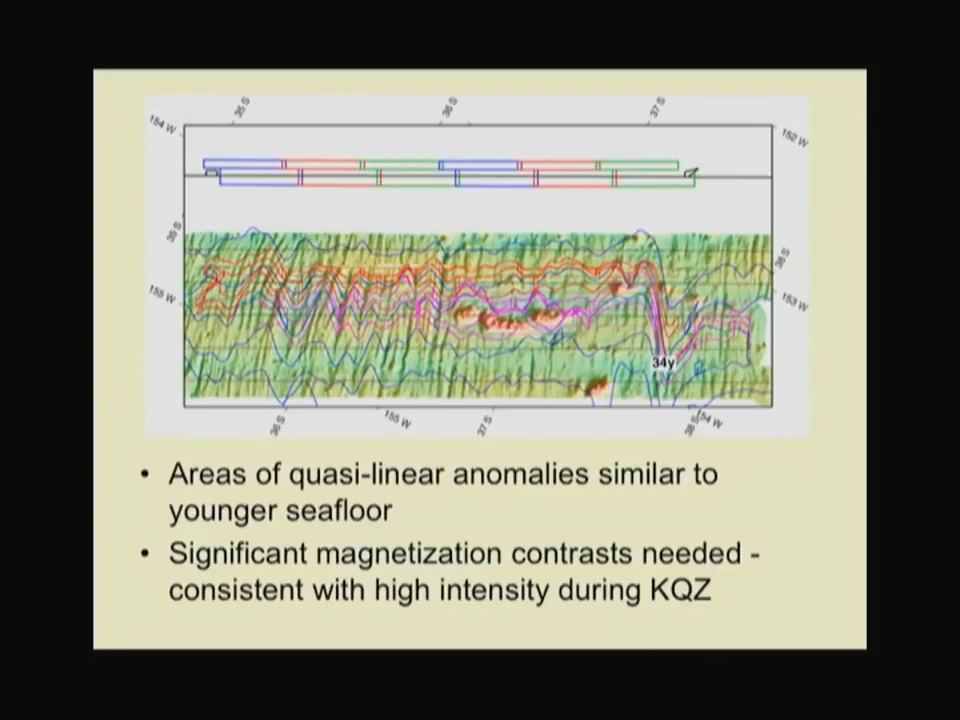 35 S
36 S
37 S
154 W
152 W
35 S
38 S
155 W
153 W
34y
36 S
155 W
37 S
38 S
154 W
• Areas of quasi-linear anomalies similar to
younger seafloor
• Significant magnetization contrasts needed -
consistent with high intensity during KQZ